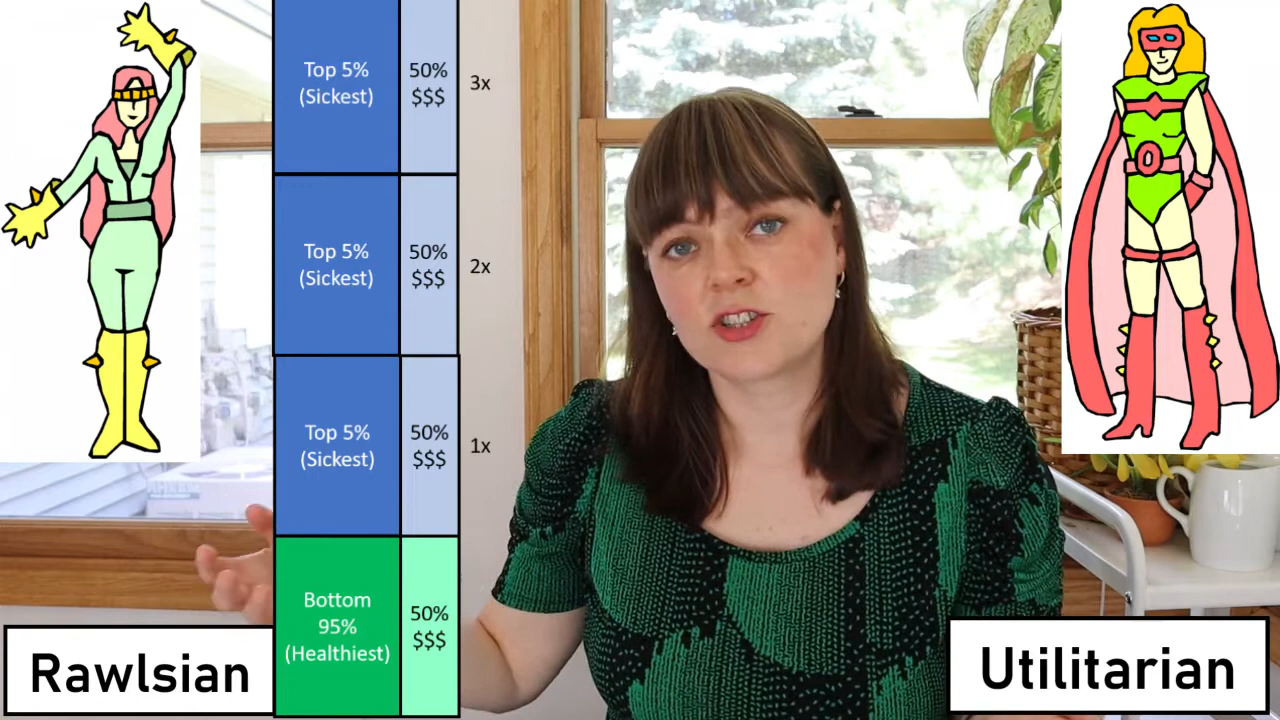 Top 5%
(Sickest)
50%
$$$
3x
Top 5%
(Sickest)
50%
$$$
2x
Top 5%
(Sickest)
50%
$$$
1x
Bottom
95%
(Healthiest)
50%
$$$
Rawlsian
Utilitarian